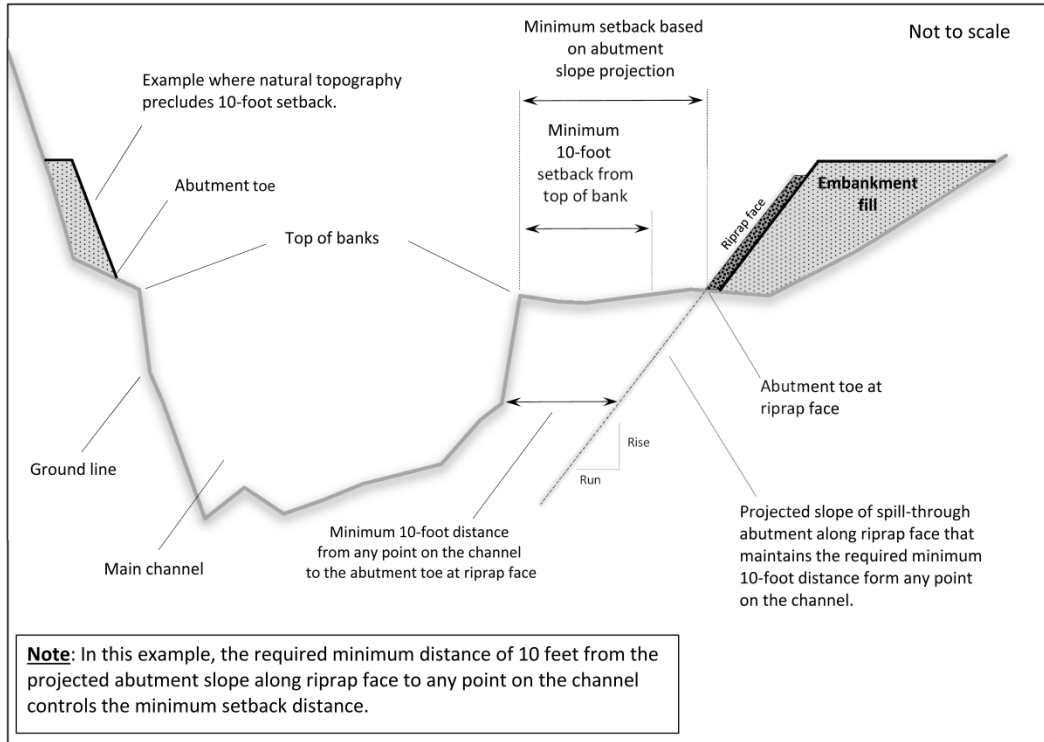 Not to scale
Minimum setback based
on abutment
slope projection
Example where natural topography
precludes 10-foot setback.
Minimum
10-foot
setback from
top of bank
Abutment toe
Embankment
fill
Riprap face
Top of banks
Abutment toe at
riprap face
Rise
Run
Ground line
Main channel
Minimum 10-foot distance
from any point on the channel
to the abutment toe at riprap face
Projected slope of spill-through
abutment along riprap face that
maintains the required minimum
10-foot distance form any point
on the channel.
Note: In this example, the required minimum distance of 10 feet from the
projected abutment slope along riprap face to any point on the channel
controls the minimum setback distance.